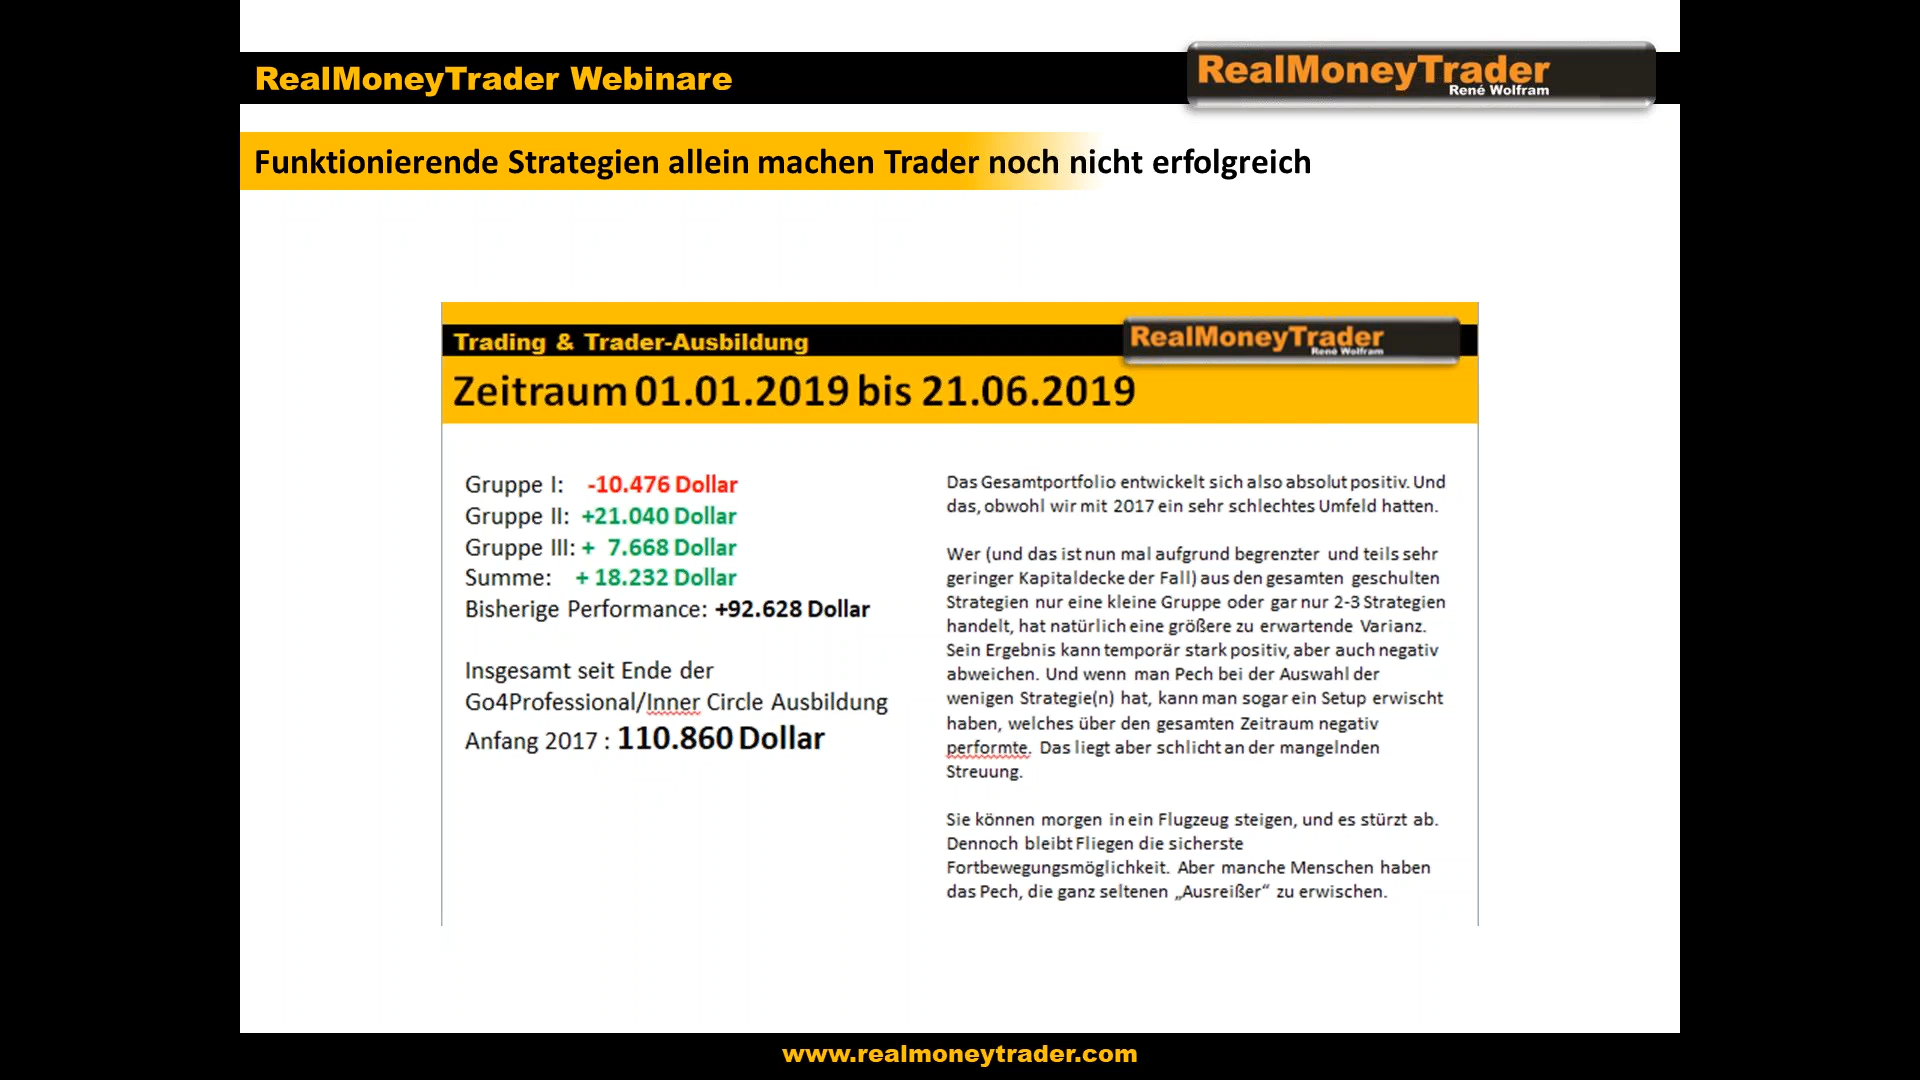 RealMoneyTrader Webinare
RealMoneyTrader
René Wolfram
Funktionierende Strategien allein machen Trader noch nicht erfolgreich
Trading & Trader-Ausbildung
RealMoneyTrader
René Wolfram
Zeitraum 01.01.2019 bis 21.06.2019
Gruppe I: -10.476 Dollar
Gruppe II: +21.040 Dollar
Gruppe III: + 7.668 Dollar
Summe: + 18.232 Dollar
Bisherige Performance: +92.628 Dollar
Insgesamt seit Ende der
Go4Professional/Inner Circle Ausbildung
Anfang 2017 : 110.860 Dollar
Das Gesamtportfolio entwickelt sich also absolut positiv. Und
das, obwohl wir mit 2017 ein sehr schlechtes Umfeld hatten.
Wer (und das ist nun mal aufgrund begrenzter und teils sehr
geringer Kapitaldecke der Fall) aus den gesamten geschulten
Strategien nur eine kleine Gruppe oder gar nur 2-3 Strategien
handelt, hat natürlich eine größere zu erwartende Varianz.
Sein Ergebnis kann temporär stark positiv, aber auch negativ
abweichen. Und wenn man Pech bei der Auswahl der
wenigen Strategie(n) hat, kann man sogar ein Setup erwischt
haben, welches über den gesamten Zeitraum negativ
performte. Das liegt aber schlicht an der mangelnden
Streuung.
Sie können morgen in ein Flugzeug steigen, und es stürzt ab.
Dennoch bleibt Fliegen die sicherste
Fortbewegungsmöglichkeit. Aber manche Menschen haben
das Pech, die ganz seltenen „Ausreißer“ zu erwischen.
www.realmoneytrader.com